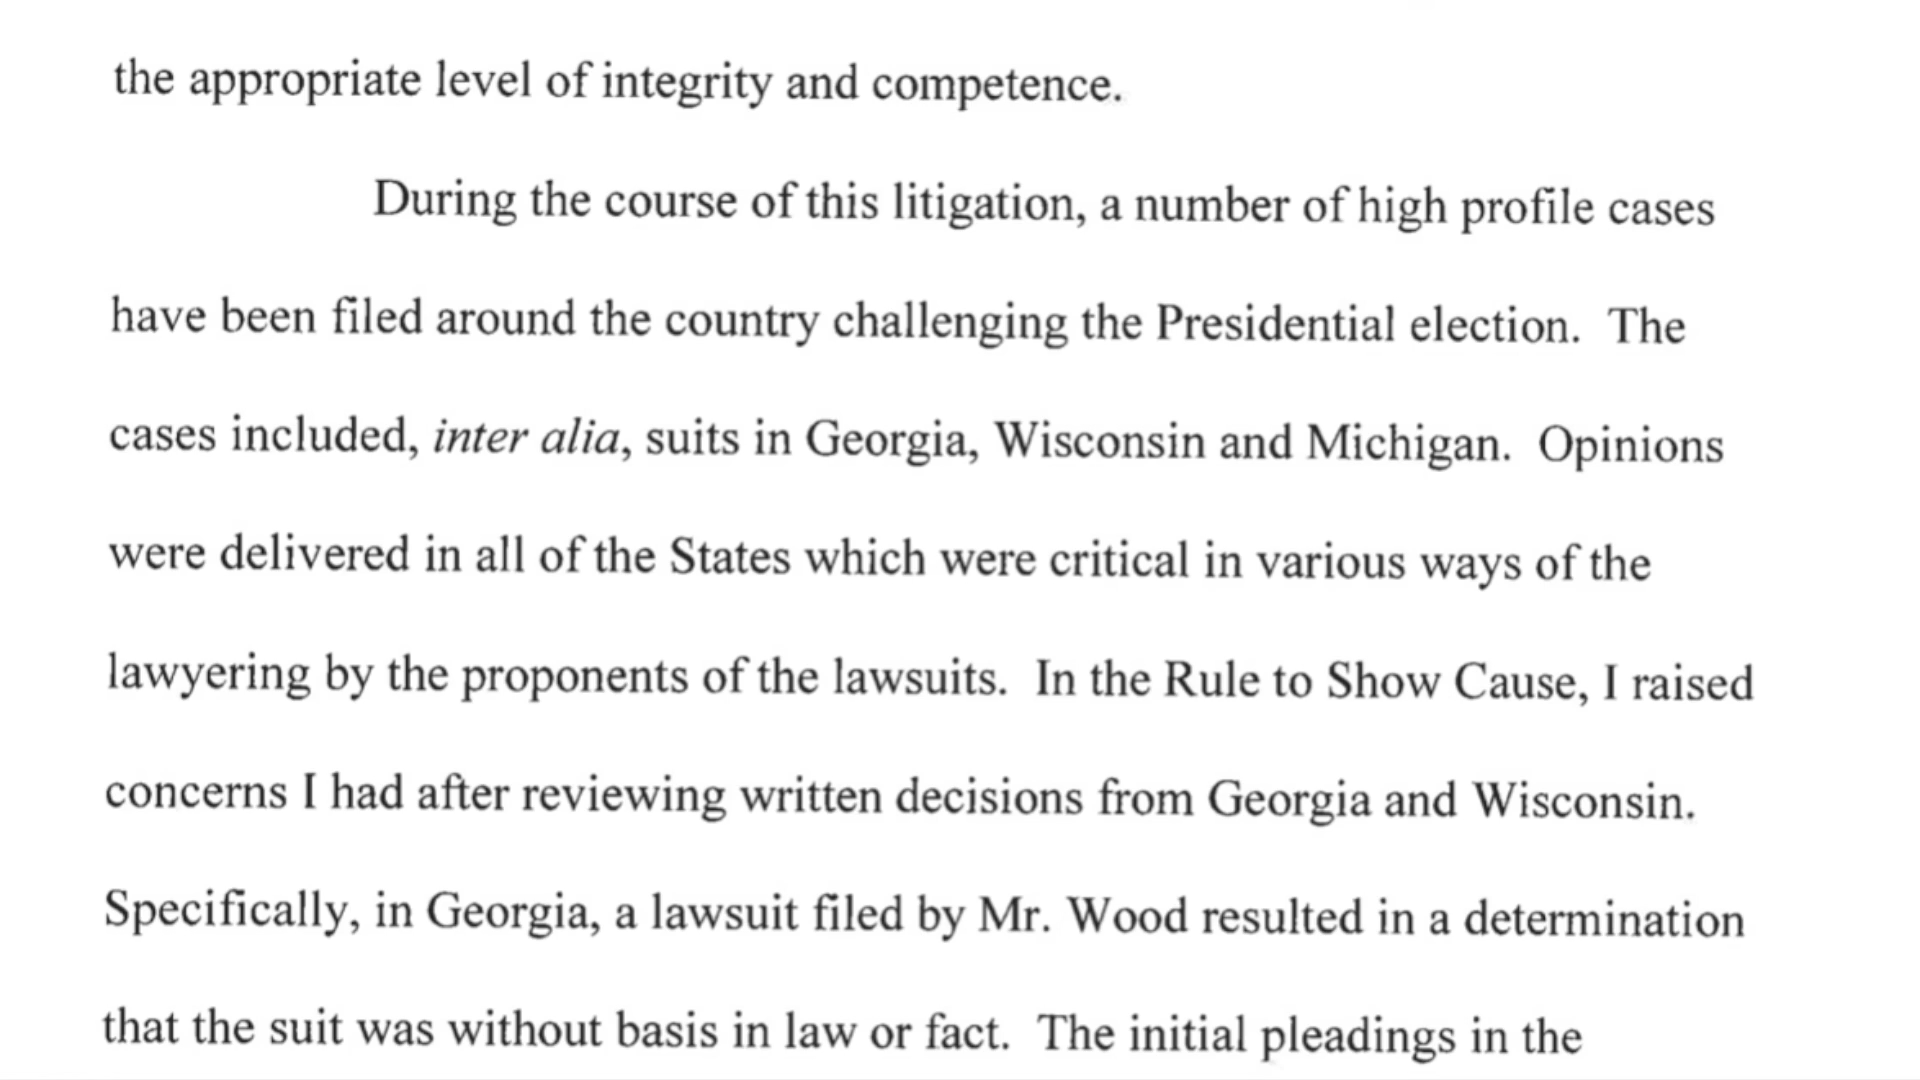 the appropriate level of integrity and competence.
During the course of this litigation, a number of high profile cases
have been filed around the country challenging the Presidential election.  The
cases included, inter alia, suits in Georgia, Wisconsin and Michigan.  Opinions
were delivered in all of the States which were critical in various ways of the
lawyering by the proponents of the lawsuits.  In the Rule to Show Cause, I raised
concerns I had after reviewing written decisions from Georgia and Wisconsin.
Specifically, in Georgia, a lawsuit filed by Mr. Wood resulted in a determination
that the suit was without basis in law or fact.  The initial pleadings in the